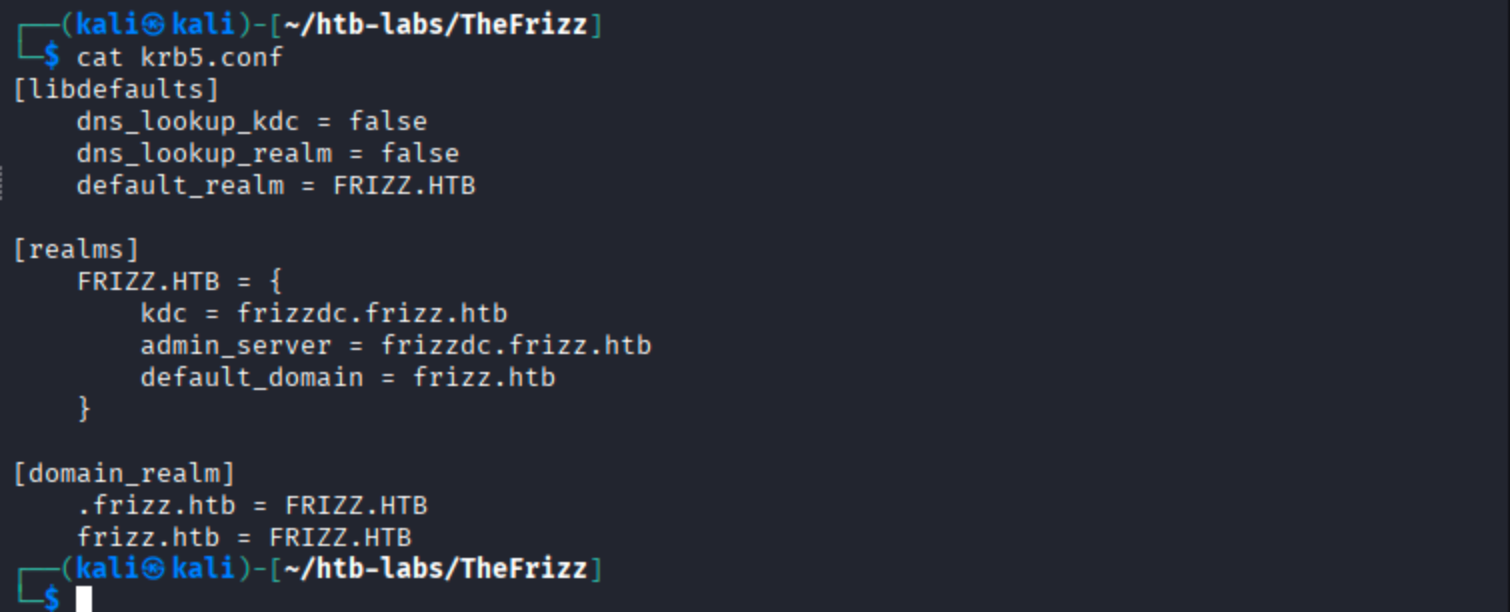 ┌──(kali㉿kali)-[~/htb-labs/TheFrizz]
└─$ cat krb5.conf
[libdefaults]
    dns_lookup_kdc = false
    dns_lookup_realm = false
    default_realm = FRIZZ.HTB

[realms]
    FRIZZ.HTB = {
        kdc = frizzdc.frizz.htb
        admin_server = frizzdc.frizz.htb
        default_domain = frizz.htb
    }

[domain_realm]
    .frizz.htb = FRIZZ.HTB
    frizz.htb = FRIZZ.HTB
┌──(kali㉿kali)-[~/htb-labs/TheFrizz]
└─$